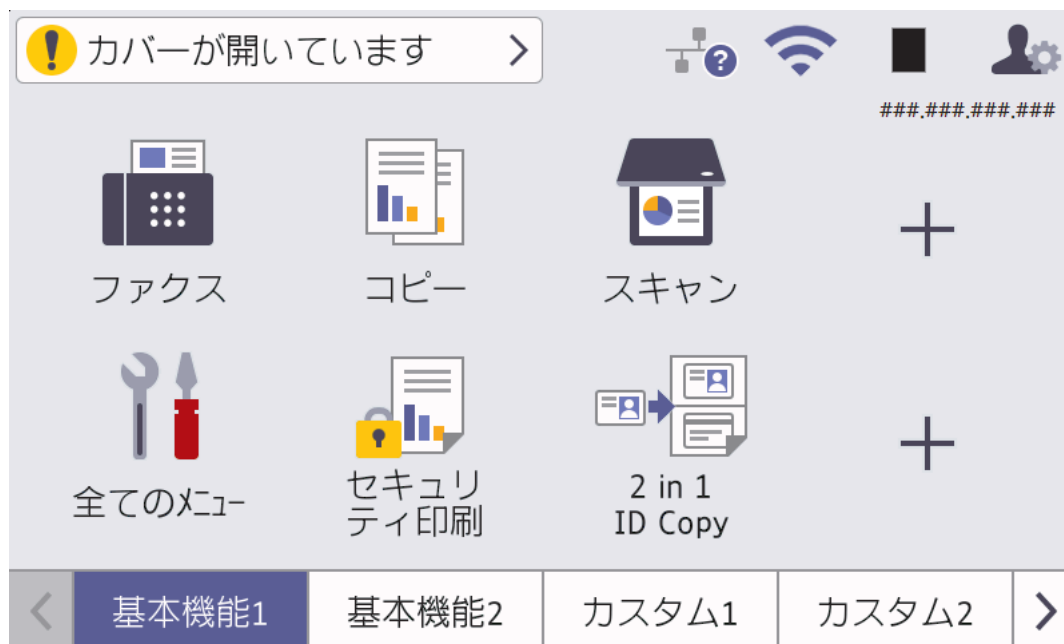 カバーが開いています
?
###.###.###.###
ファクス
コピー
スキャン
全てのメニュー
セキュリ
ティ印刷
2 in 1
ID Copy
基本機能1
基本機能2
カスタム1
カスタム2